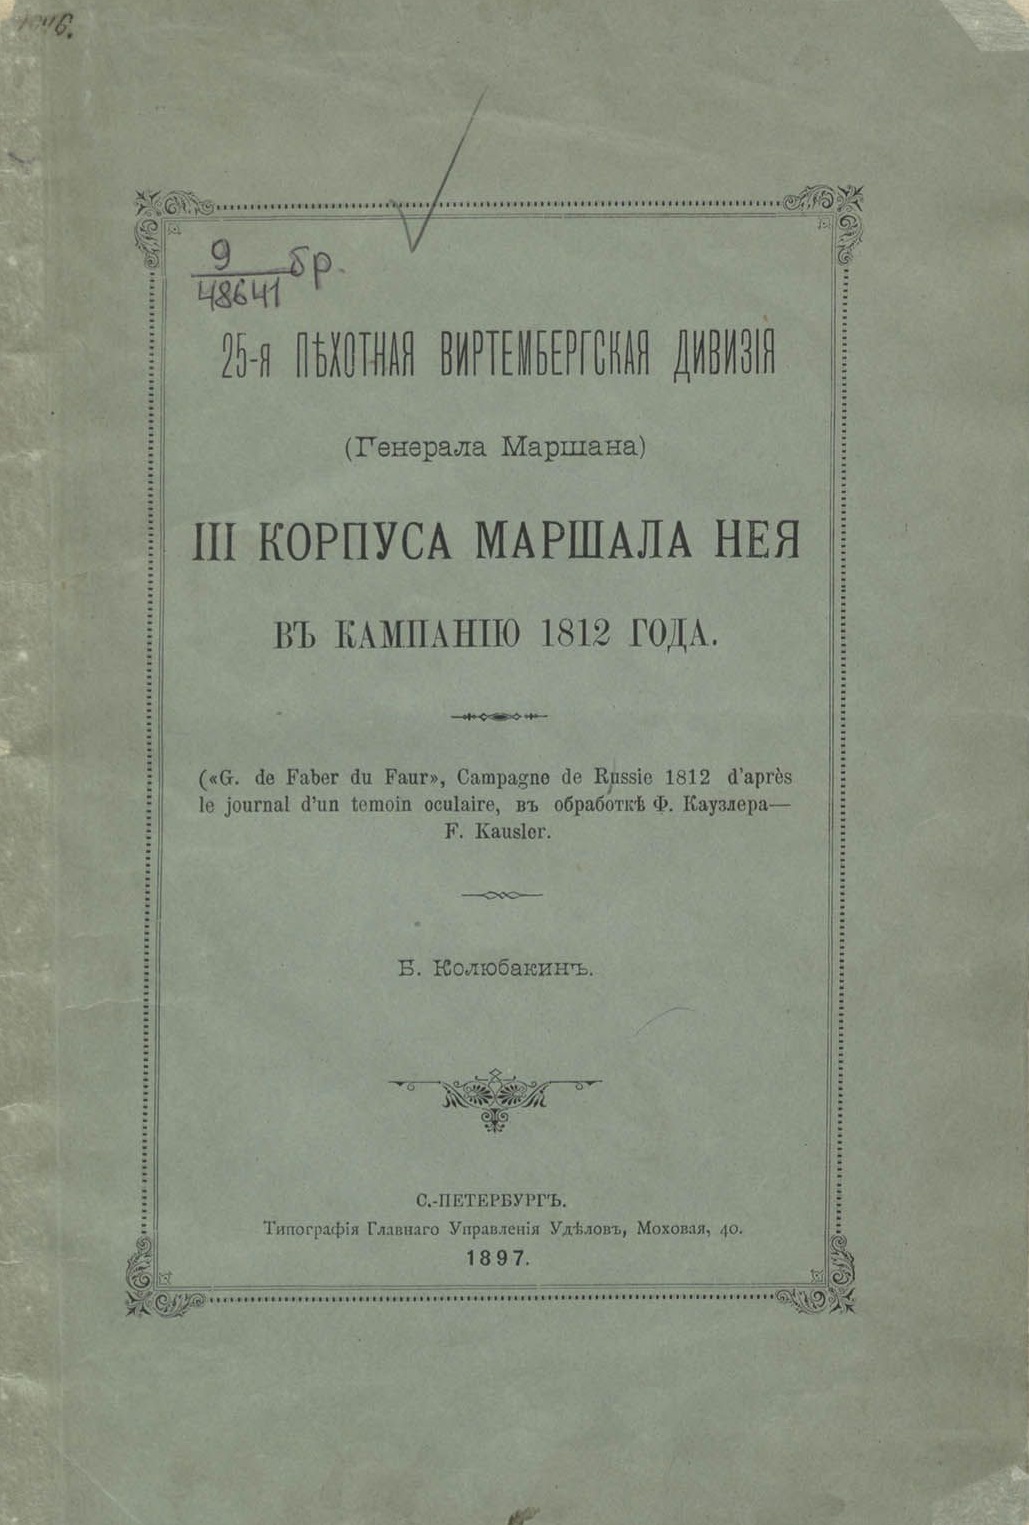 9 бр.
48641
25-я ПѢХОТНАЯ ВИРТЕМБЕРГСКАЯ ДИВИЗІЯ
(Генерала Маршана)
III КОРПУСА МАРШАЛА НЕЯ
ВЪ КАМПАНІЮ 1812 ГОДА.
(«G. de Faber du Faur», Campagne de Russie 1812 d'après
le journal d'un temoin oculaire, въ обработкѣ Ф. Каузлера—
F. Kausler.
Б. Колюбакинъ.
С.-ПЕТЕРБУРГЪ.
Типографія Главнаго Управленія Удѣловъ, Моховая, 40.
1897.